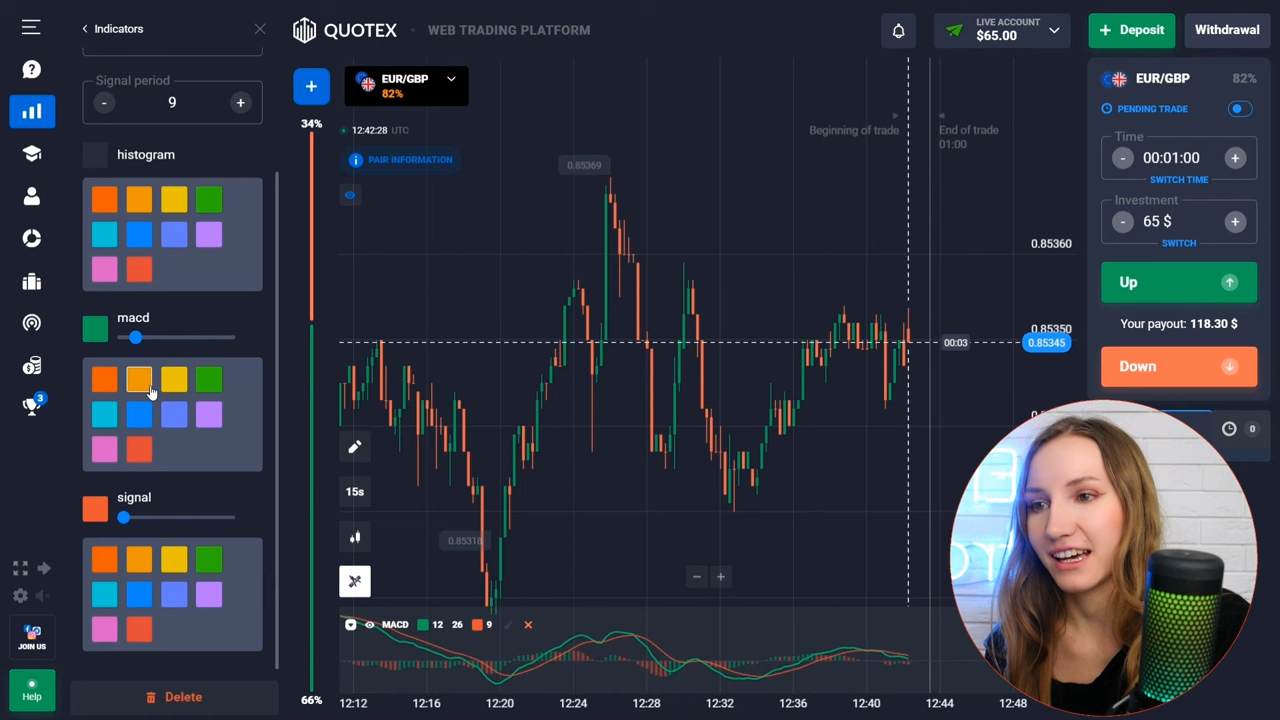 Indicators
Signal period
- 9 +
histogram
macd
signal
Delete
JOIN US
Help
3
QUOTEX
WEB TRADING PLATFORM
LIVE ACCOUNT
$65.00
+ Deposit
Withdrawal
+
EUR/GBP
82%
34%
12:42:28 UTC
PAIR INFORMATION
0.85369
Beginning of trade
End of trade
01:00
0.85360
0.85350
00:03
0.85345
15s
0.85318
- +
MACD 12 26 9
66%
12:12 12:16 12:20 12:24 12:28 12:32 12:36 12:40 12:44 12:48
EUR/GBP 82%
PENDING TRADE
Time
- 00:01:00 +
SWITCH TIME
Investment
- 65 $ +
SWITCH
Up
Your payout: 118.30 $
Down
0